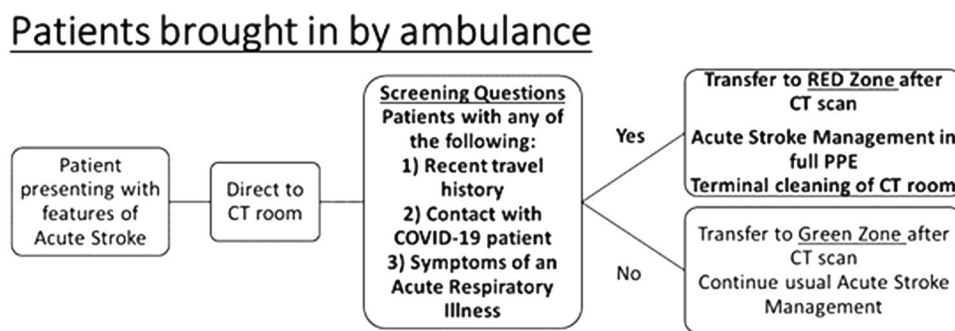 Patients brought in by ambulance
Patient
presenting with
features of
Acute Stroke
Direct to
CT room
Screening Questions
Patients with any of
the following:
1) Recent travel
history
2) Contact with
COVID-19 patient
3) Symptoms of an
Acute Respiratory
Illness
Yes
Transfer to RED Zone after
CT scan
Acute Stroke Management in
full PPE
Terminal cleaning of CT room
No
Transfer to Green Zone after
CT scan
Continue usual Acute Stroke
Management